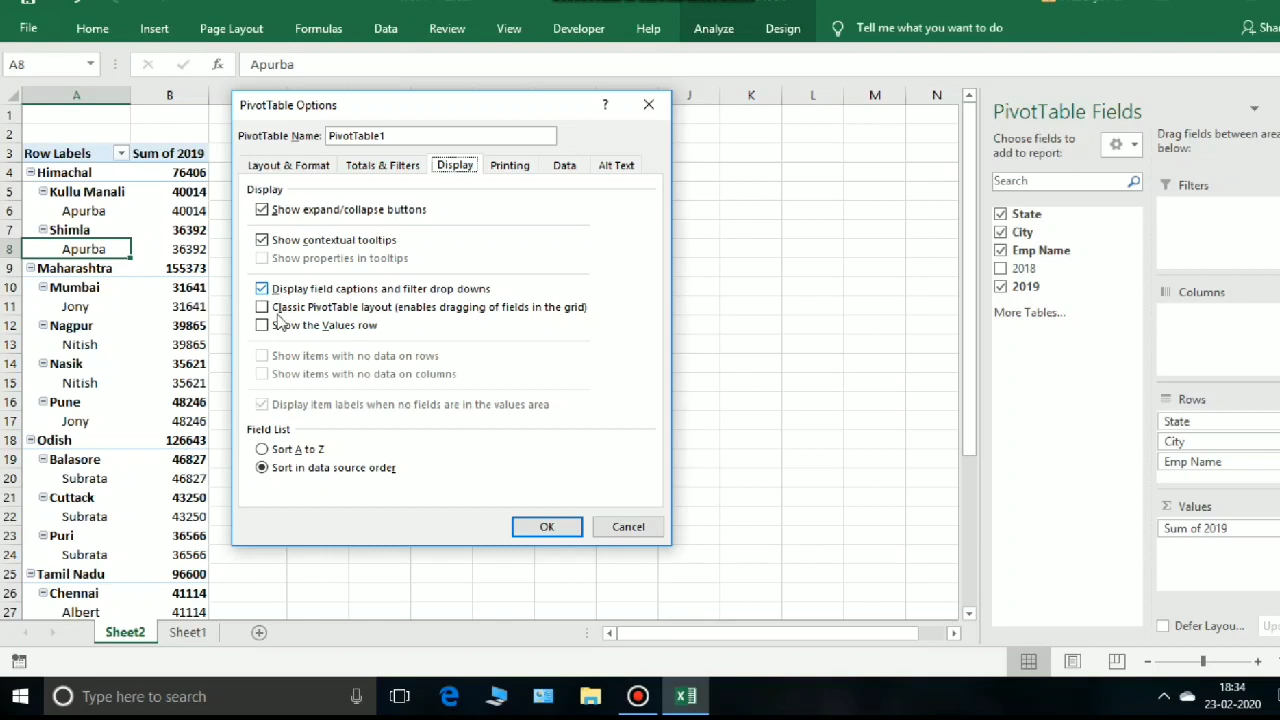 File Home Insert Page Layout Formulas Data Review View Developer Help Analyze Design Tell me what you want to do Sha
A8 fx Apurba
A B J K L M N
PivotTable Options ?
PivotTable Name: PivotTable1
Layout & Format Totals & Filters Display Printing Data Alt Text
Display
Show expand/collapse buttons
Show contextual tooltips
Show properties in tooltips
Display field captions and filter drop downs
Classic PivotTable layout (enables dragging of fields in the grid)
Show the Values row
Show items with no data on rows
Show items with no data on columns
Display item labels when no fields are in the values area
Field List
Sort A to Z
Sort in data source order
OK Cancel
1
2
3 Row Labels Sum of 2019
4 Himachal 76406
5 Kullu Manali 40014
6 Apurba 40014
7 Shimla 36392
8 Apurba 36392
9 Maharashtra 155373
10 Mumbai 31641
11 Jony 31641
12 Nagpur 39865
13 Nitish 39865
14 Nasik 35621
15 Nitish 35621
16 Pune 48246
17 Jony 48246
18 Odish 126643
19 Balasore 46827
20 Subrata 46827
21 Cuttack 43250
22 Subrata 43250
23 Puri 36566
24 Subrata 36566
25 Tamil Nadu 96600
26 Chennai 41114
27 Albert 41114
PivotTable Fields
Choose fields to
add to report:
Search
State
City
Emp Name
2018
2019
More Tables...
Drag fields between area
below:
Filters
Columns
Rows
State
City
Emp Name
Σ Values
Sum of 2019
Defer Layou... Up
Sheet2 Sheet1
Type here to search
18:34
23-02-2020